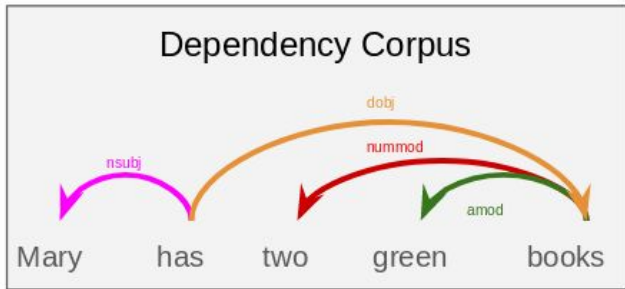 Dependency Corpus
dobj
nummod
nsubj
amod
Mary has two green books